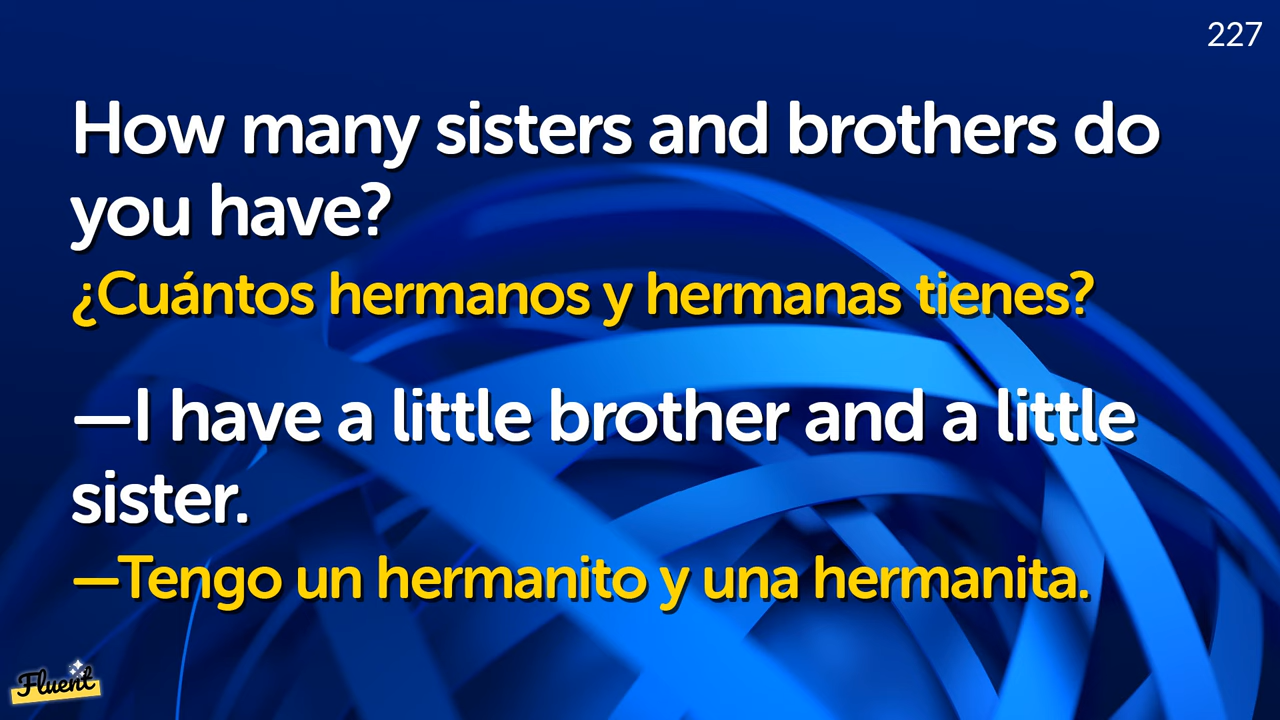 227
How many sisters and brothers do
you have?
¿Cuántos hermanos y hermanas tienes?
—I have a little brother and a little
sister.
—Tengo un hermanito y una hermanita.
Fluent